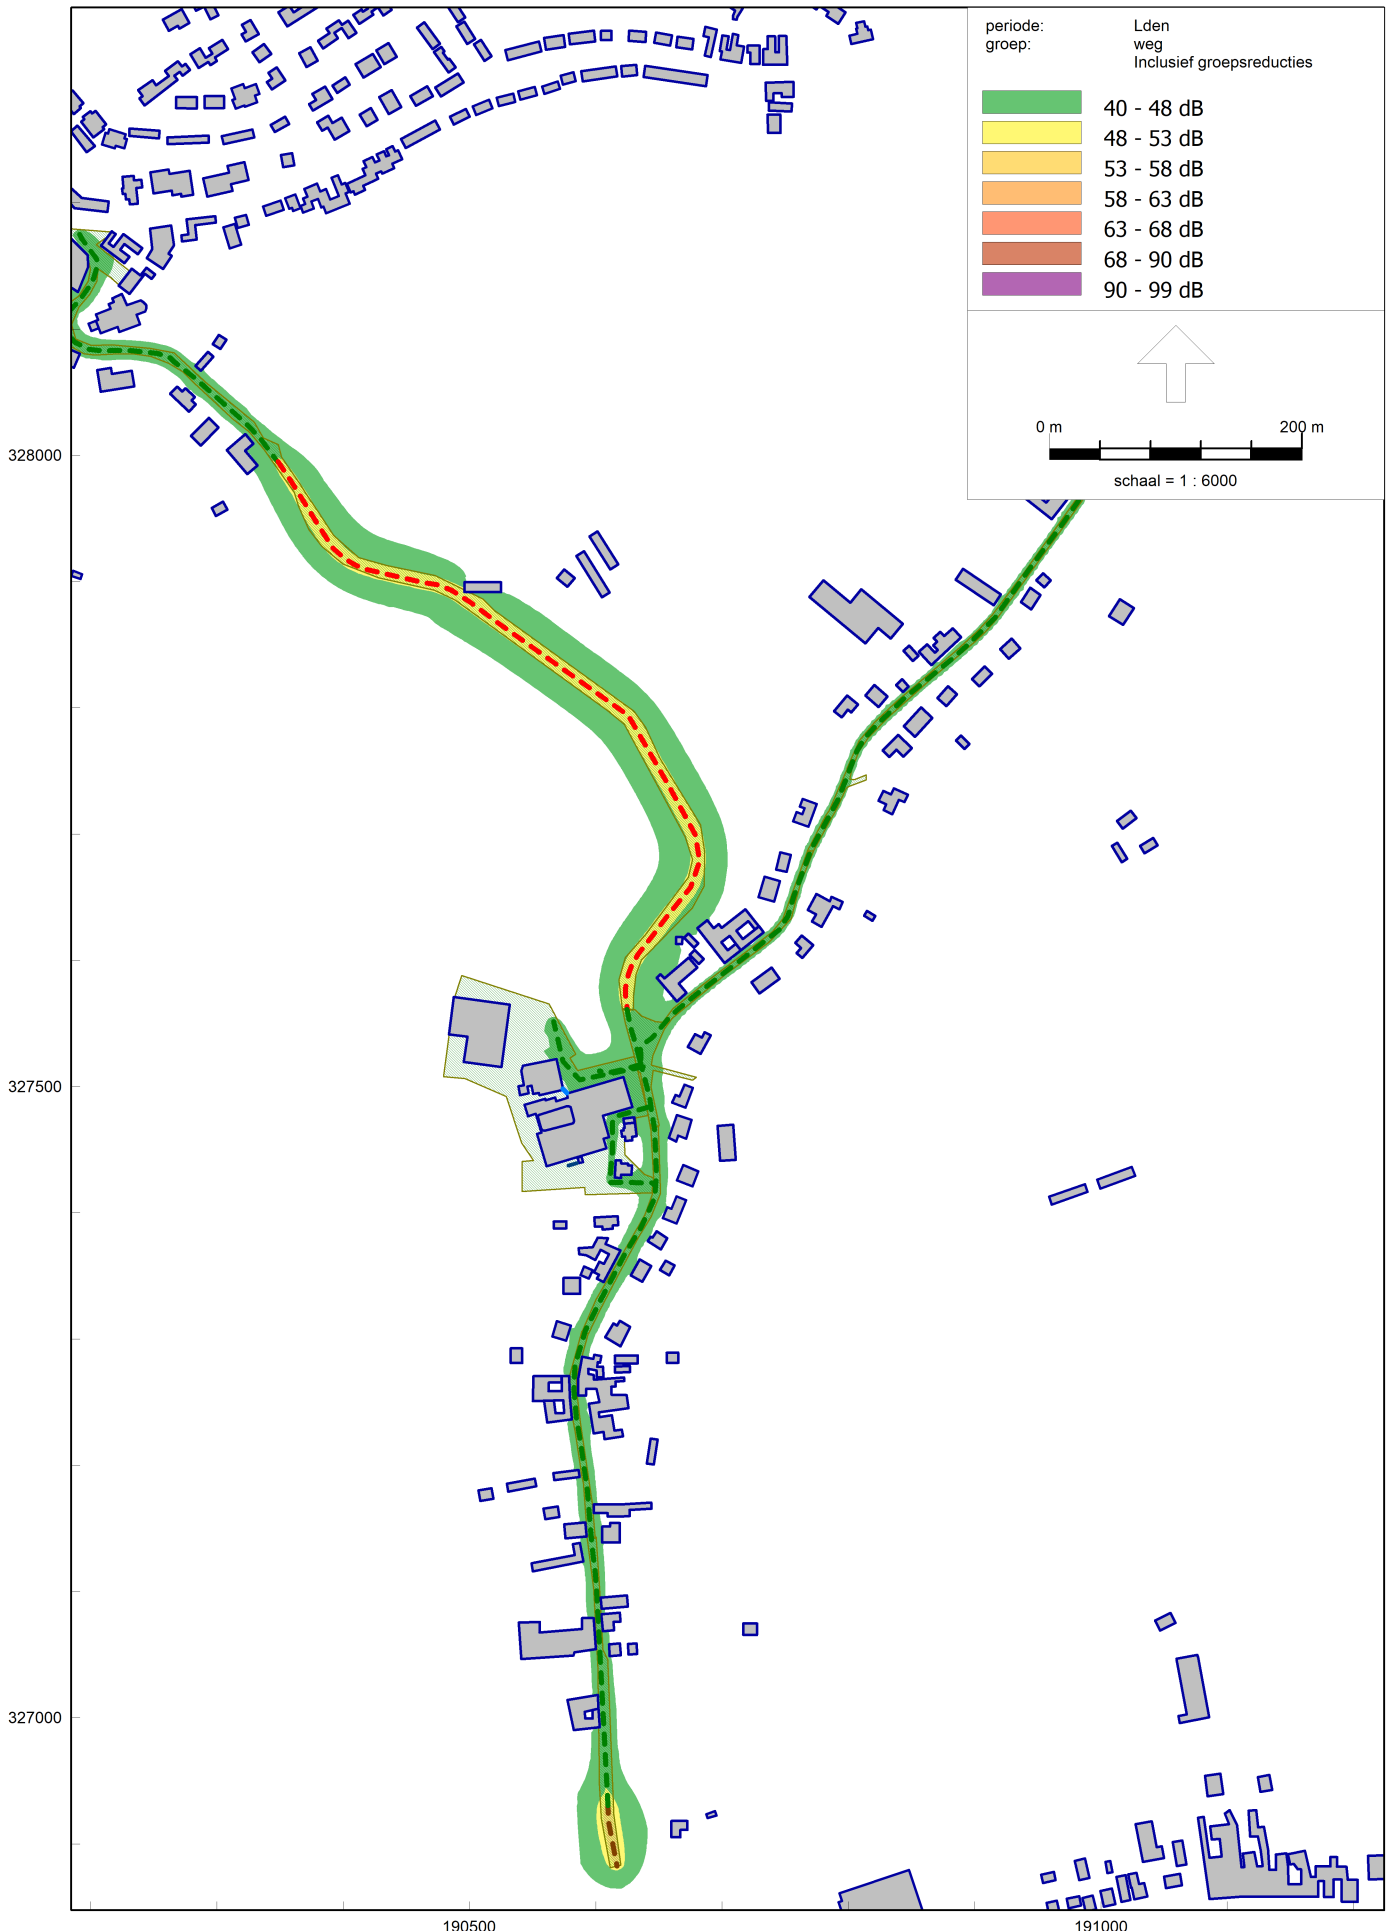 periode: Lden
groep: weg
Inclusief groepsreducties
40 - 48 dB
48 - 53 dB
53 - 58 dB
58 - 63 dB
63 - 68 dB
68 - 90 dB
90 - 99 dB
0 m 200 m
schaal = 1 : 6000
328000
327500
327000
190500 191000